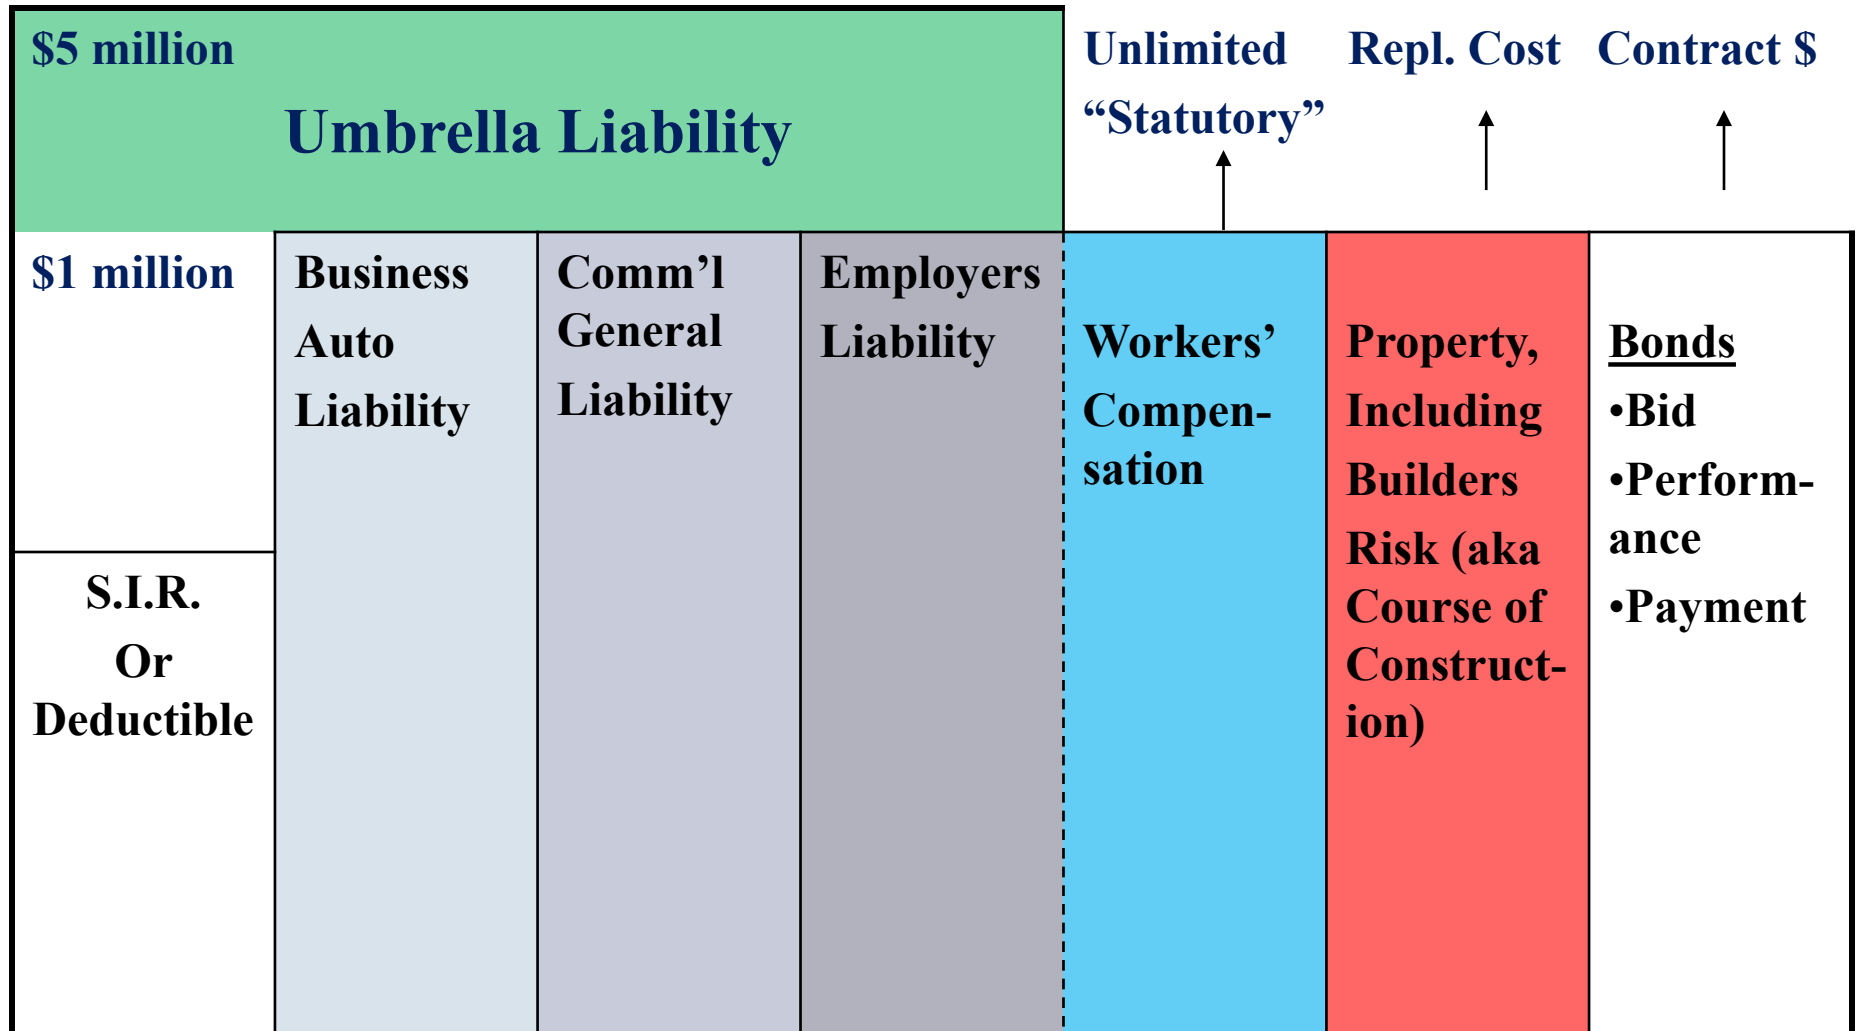 $5 million
Umbrella Liability
Unlimited
“Statutory”
Repl. Cost
Contract $
$1 million
S.I.R.
Or
Deductible
Business
Auto
Liability
Comm’l
General
Liability
Employers
Liability
Workers’
Compen-
sation
Property,
Including
Builders
Risk (aka
Course of
Construct-
ion)
Bonds
•Bid
•Perform-
ance
•Payment